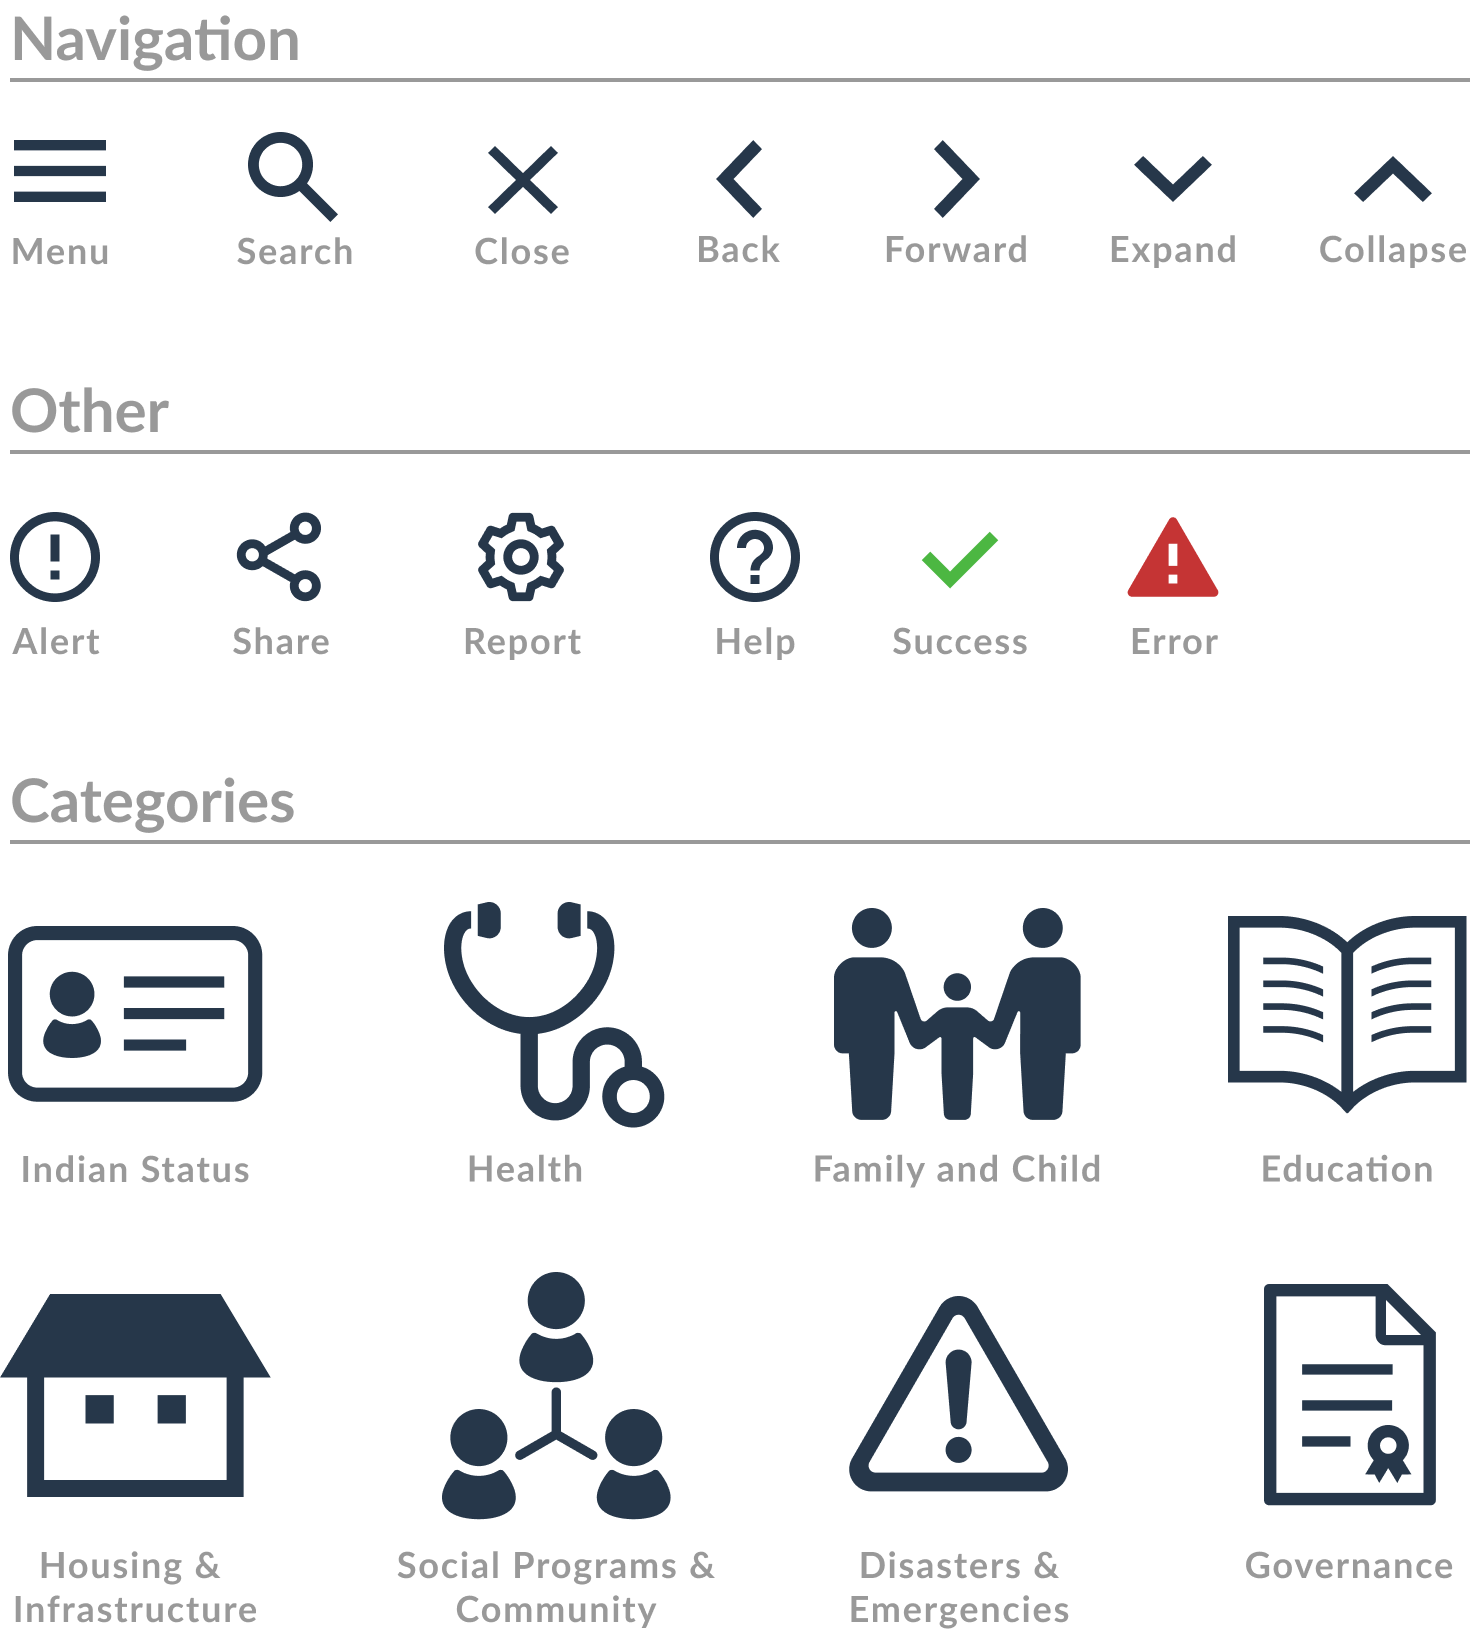 Navigation
Menu
Search
Close
Back
Forward
Expand
Collapse
Other
Alert
Share
Report
Help
Success
Error
Categories
Indian Status
Health
Family and Child
Education
Housing &
Infrastructure
Social Programs &
Community
Disasters &
Emergencies
Governance